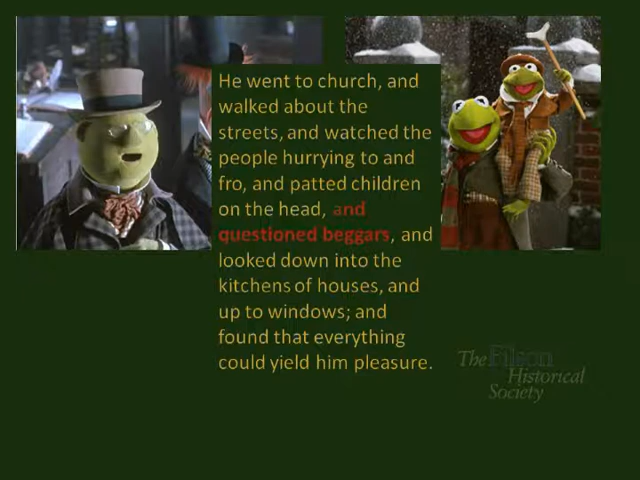 He went to church, and
walked about the
streets, and watched the
people hurrying to and
fro, and patted children
on the head, and
questioned beggars, and
looked down into the
kitchens of houses, and
up to windows; and
found that everything
could yield him pleasure.
The Filson
Historical
Society